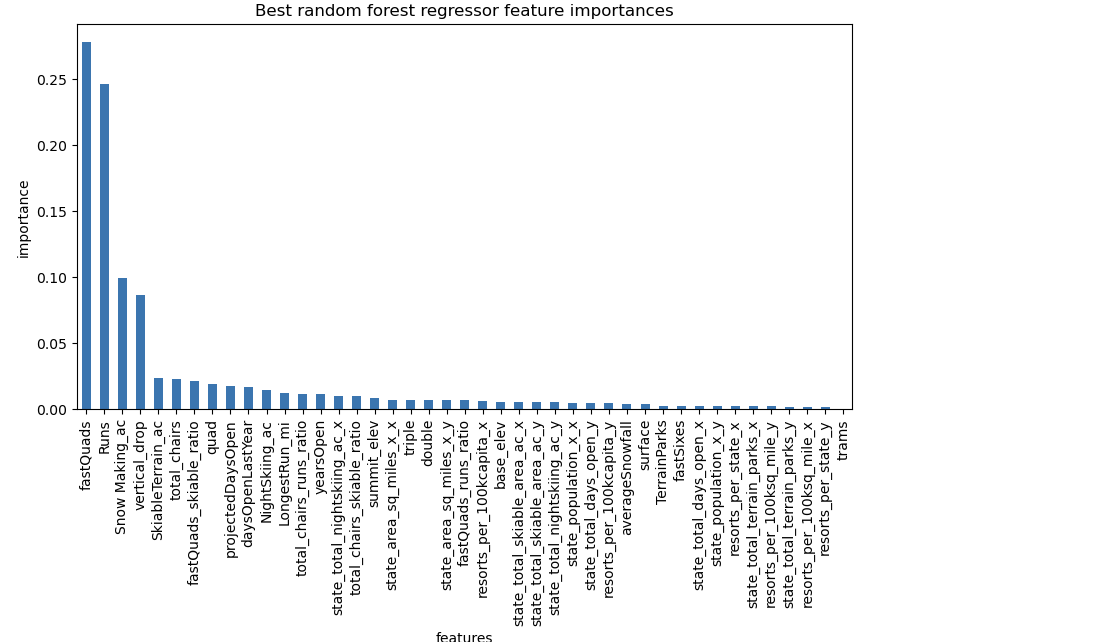 Best random forest regressor feature importances
importance
0.25
0.20
0.15
0.10
0.05
0.00
fastQuads
Runs
Snow Making_ac
vertical_drop
SkiableTerrain_ac
total_chairs
fastQuads_skiable_ratio
quad
projectedDaysOpen
daysOpenLastYear
NightSkiing_ac
LongestRun_mi
total_chairs_runs_ratio
yearsOpen
state_total_nightskiing_ac_x
total_chairs_skiable_ratio
summit_elev
state_area_sq_miles_x_x
triple
double
state_area_sq_miles_x_y
fastQuads_runs_ratio
resorts_per_100kcapita_x
base_elev
state_total_skiable_area_ac_x
state_total_skiable_area_ac_y
state_total_nightskiing_ac_y
state_population_x_x
state_total_days_open_y
resorts_per_100kcapita_y
averageSnowfall
surface
TerrainParks
fastSixes
state_total_days_open_x
state_population_x_y
resorts_per_state_x
state_total_terrain_parks_x
resorts_per_100ksq_mile_y
state_total_terrain_parks_y
resorts_per_100ksq_mile_x
resorts_per_state_y
trams
features